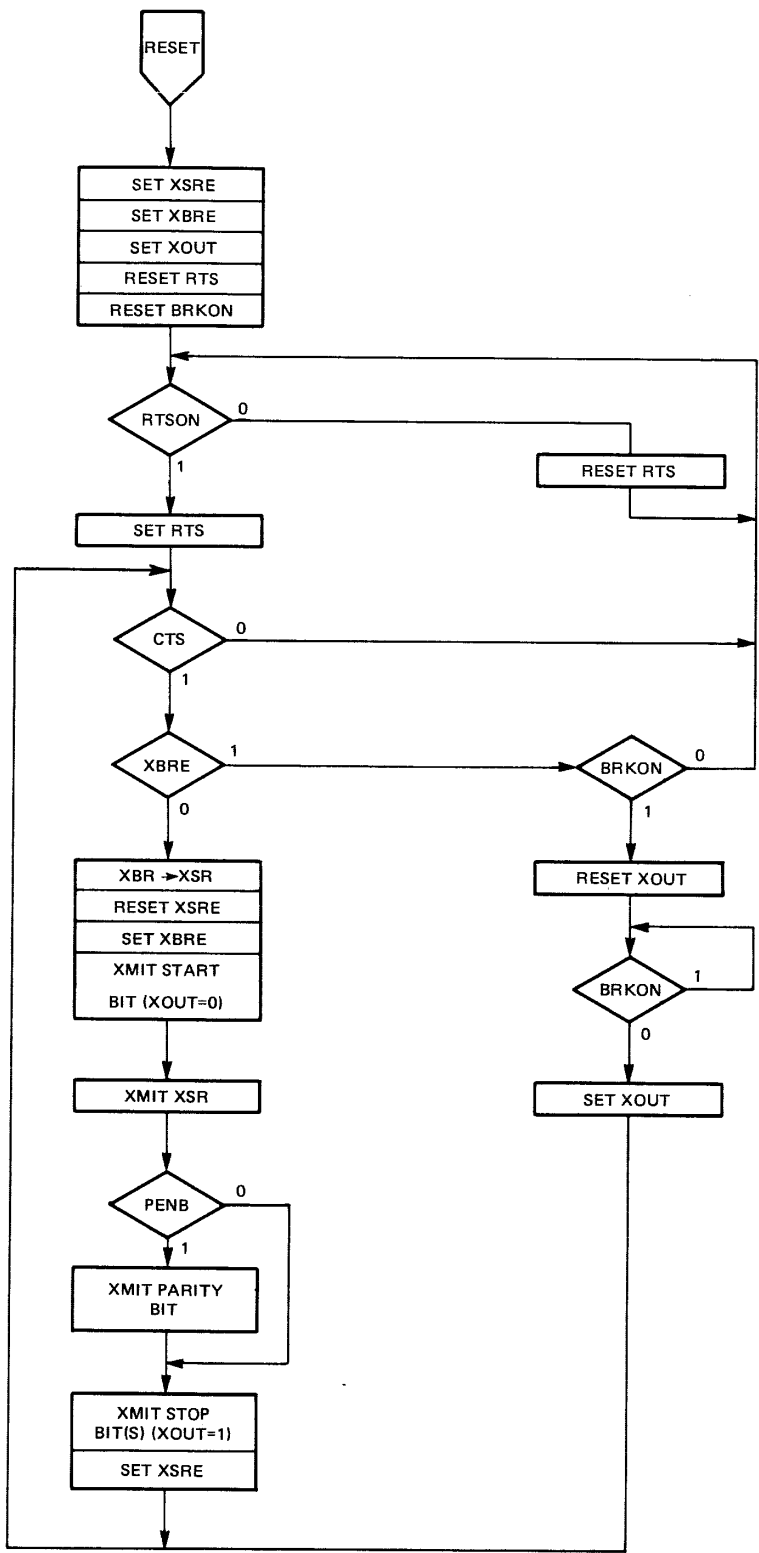 RESET
SET XSRE
SET XBRE
SET XOUT
RESET RTS
RESET BRKON
RTSON
0
1
RESET RTS
SET RTS
CTS
0
1
XBRE
1
0
BRKON
0
1
XBR → XSR
RESET XSRE
SET XBRE
XMIT START
BIT (XOUT=0)
RESET XOUT
BRKON
1
0
XMIT XSR
SET XOUT
PENB
0
1
XMIT PARITY
BIT
XMIT STOP
BIT(S) (XOUT=1)
SET XSRE